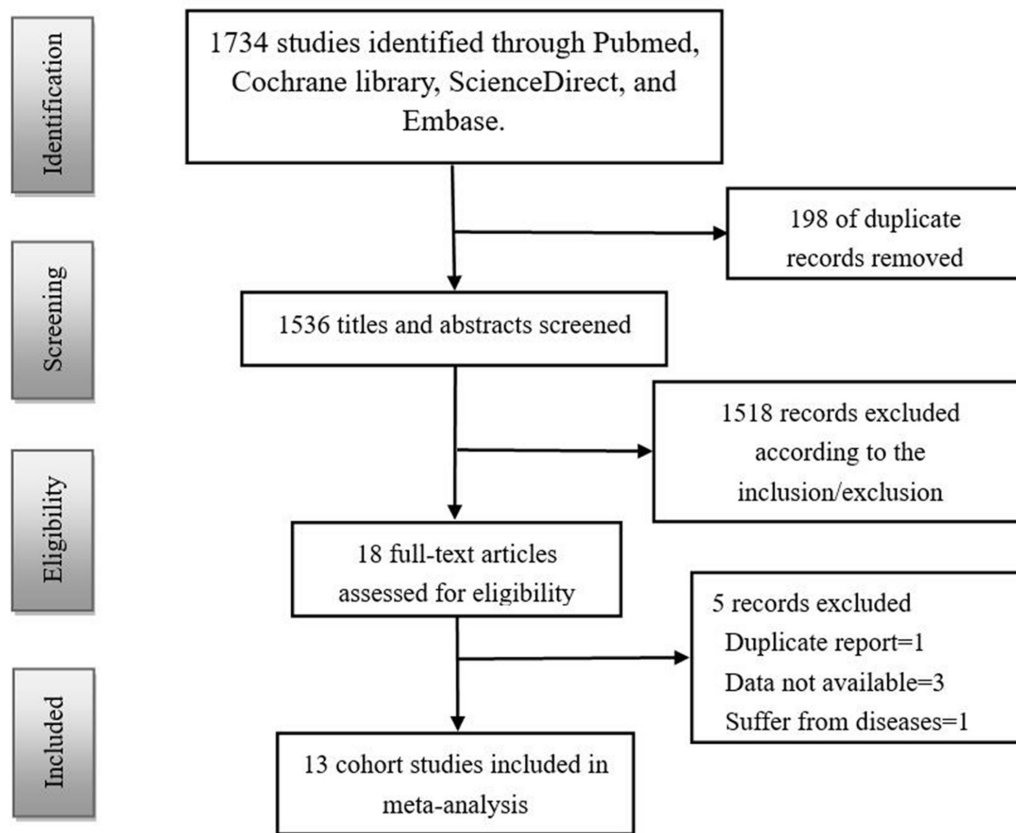 Identification
1734 studies identified through Pubmed,
Cochrane library, ScienceDirect, and
Embase.
198 of duplicate
records removed
Screening
1536 titles and abstracts screened
1518 records excluded
according to the
inclusion/exclusion
Eligibility
18 full-text articles
assessed for eligibility
5 records excluded
Duplicate report=1
Data not available=3
Suffer from diseases=1
Included
13 cohort studies included in
meta-analysis